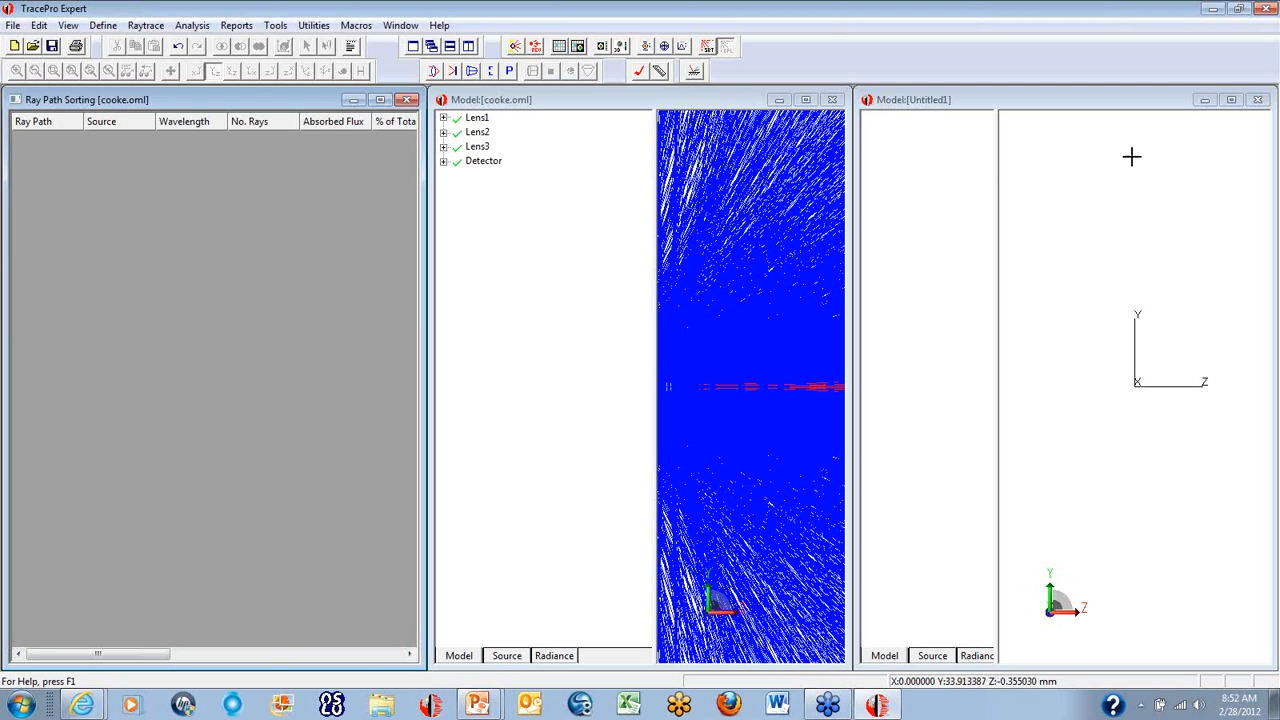 TracePro Expert
File Edit View Define Raytrace Analysis Reports Tools Utilities Macros Window Help
Ray Path Sorting [cooke.oml]
Model:[cooke.oml]
Model:[Untitled1]
Ray Path Source Wavelength No. Rays Absorbed Flux % of Tota
Lens1
Lens2
Lens3
Detector
Y
X Z
Y
Z
Model Source Radiance
Model Source Radianc
For Help, press F1
X:0.000000 Y:33.913387 Z:-0.355030 mm
8:52 AM
2/28/2012